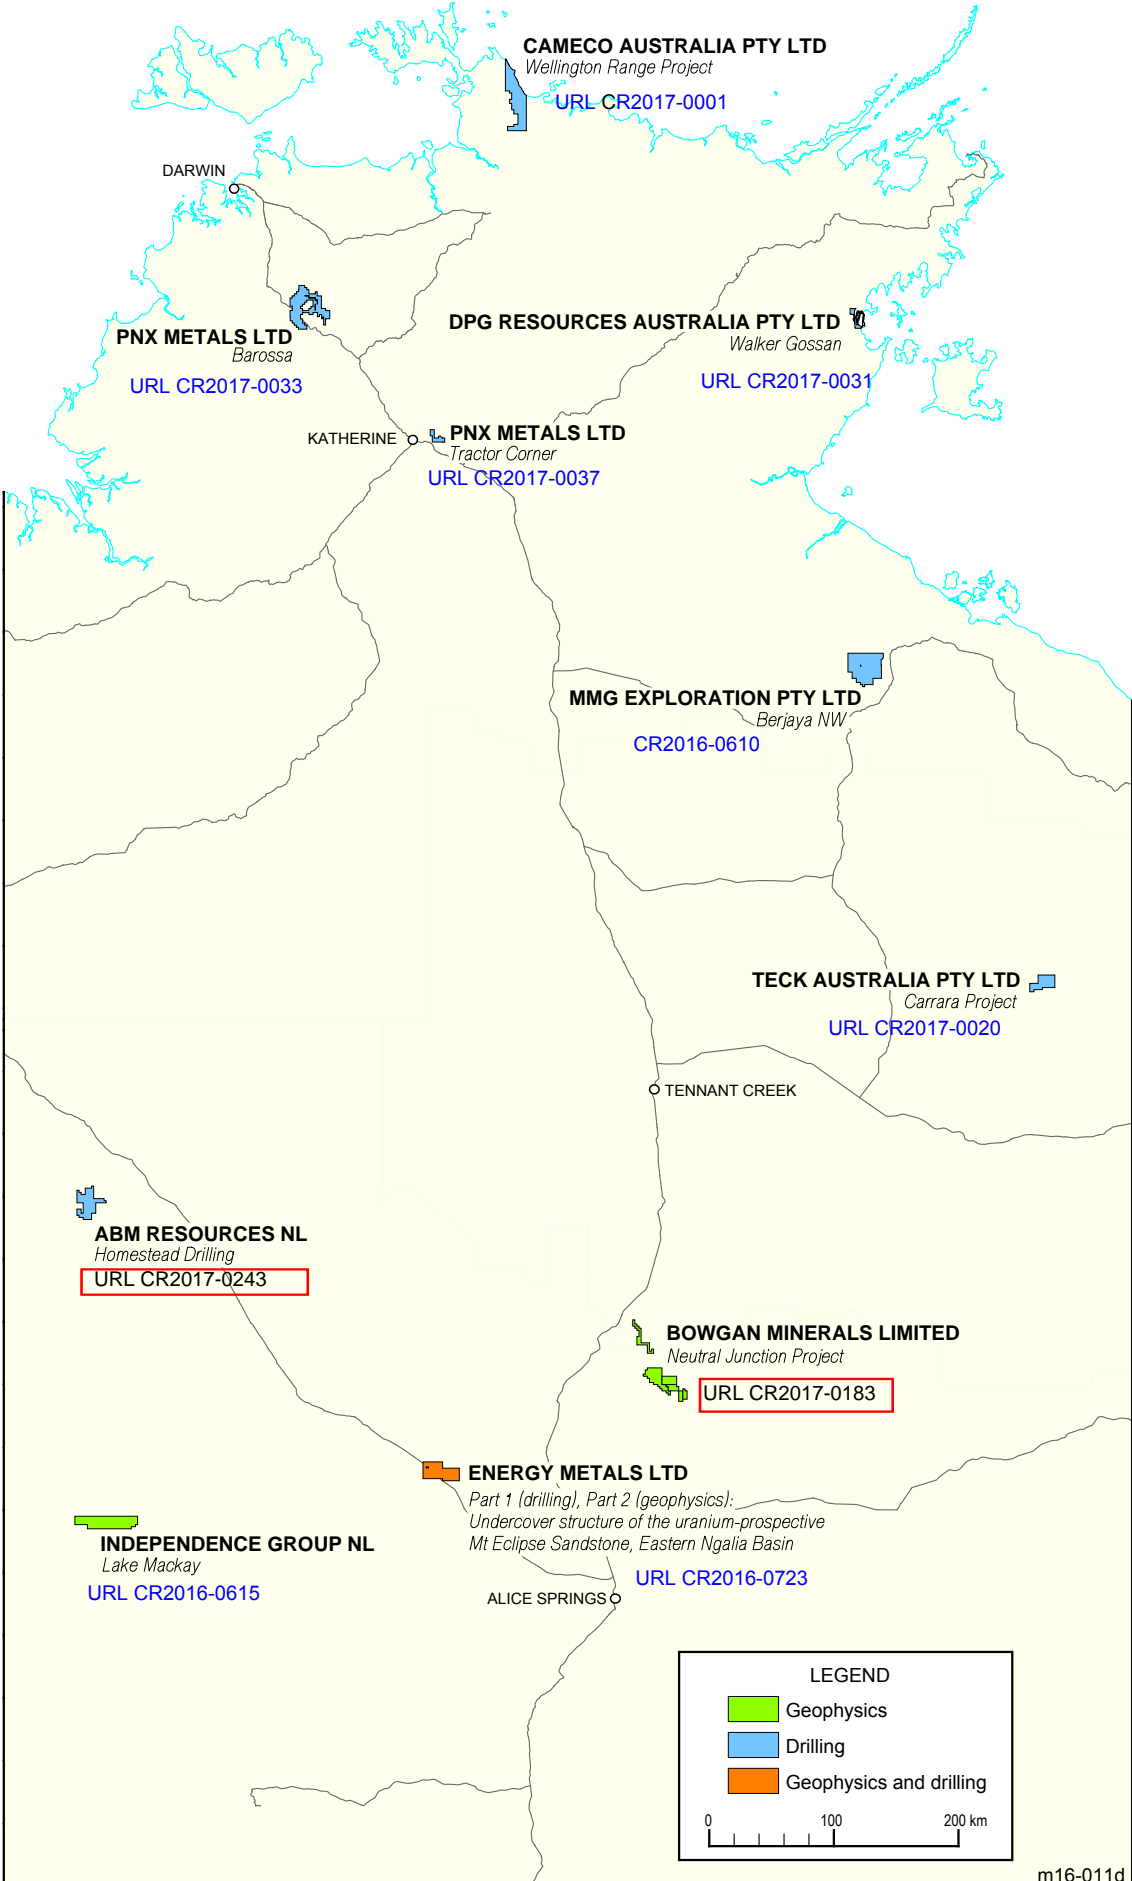 CAMECO AUSTRALIA PTY LTD
Wellington Range Project
URL CR2017-0001
DARWIN
PNX METALS LTD
Barossa
URL CR2017-0033
DPG RESOURCES AUSTRALIA PTY LTD
Walker Gossan
URL CR2017-0031
KATHERINE
PNX METALS LTD
Tractor Corner
URL CR2017-0037
MMG EXPLORATION PTY LTD
Berjaya NW
CR2016-0610
TECK AUSTRALIA PTY LTD
Carrara Project
URL CR2017-0020
TENNANT CREEK
ABM RESOURCES NL
Homestead Drilling
URL CR2017-0243
BOWGAN MINERALS LIMITED
Neutral Junction Project
URL CR2017-0183
ENERGY METALS LTD
Part 1 (drilling), Part 2 (geophysics):
Undercover structure of the uranium-prospective
Mt Eclipse Sandstone, Eastern Ngalia Basin
URL CR2016-0723
INDEPENDENCE GROUP NL
Lake Mackay
URL CR2016-0615
ALICE SPRINGS
LEGEND
Geophysics
Drilling
Geophysics and drilling
0 100 200 km
m16-011d